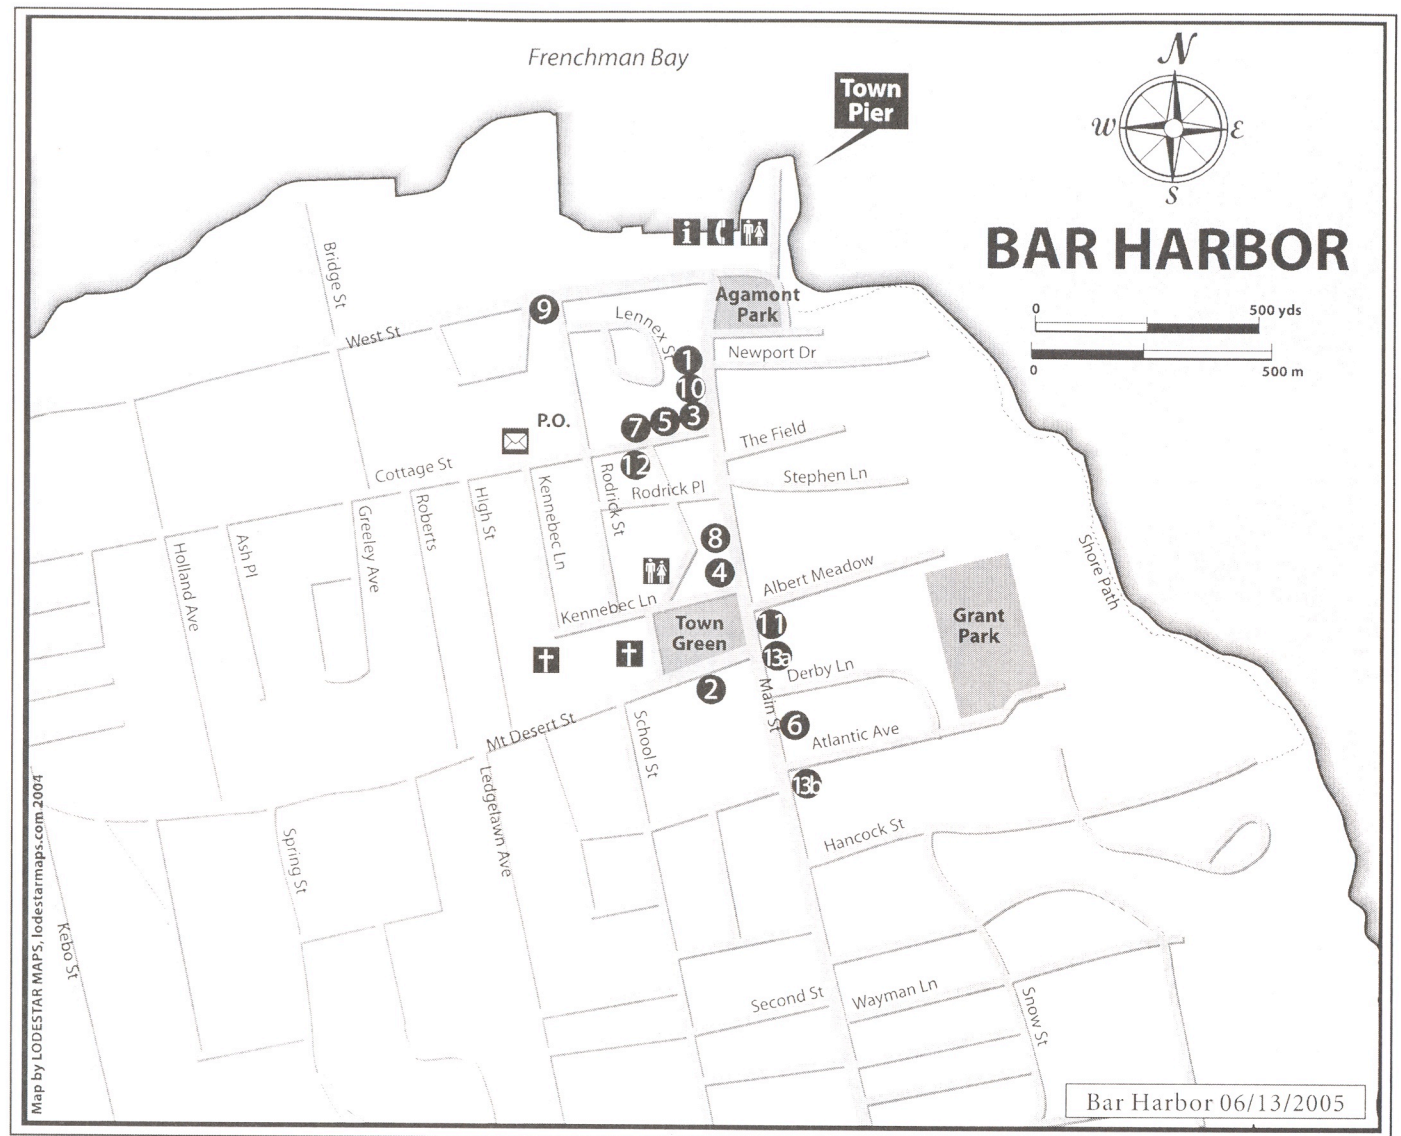 Frenchman Bay
Town
Pier
N
W
E
S
BAR HARBOR
0
500 yds
0
500 m
i
Bridge St
West St
9
Lennex St
Agamont
Park
1
Newport Dr
10
3
5
7
P.O.
The Field
12
Cottage St
Rodrick Pl
Stephen Ln
Rodrick St
Kennebec Ln
High St
Roberts
Greeley Ave
Ash Pl
Holland Ave
8
4
Albert Meadow
Shore Path
Kennebec Ln
Town
Green
Grant
Park
11
13a
Derby Ln
2
Main St
6
Atlantic Ave
School St
Mt Desert St
13b
Ledgelawn Ave
Hancock St
Spring St
Kebo St
Second St
Wayman Ln
Snow St
Map by LODESTAR MAPS, lodestarmaps.com 2004
Bar Harbor 06/13/2005